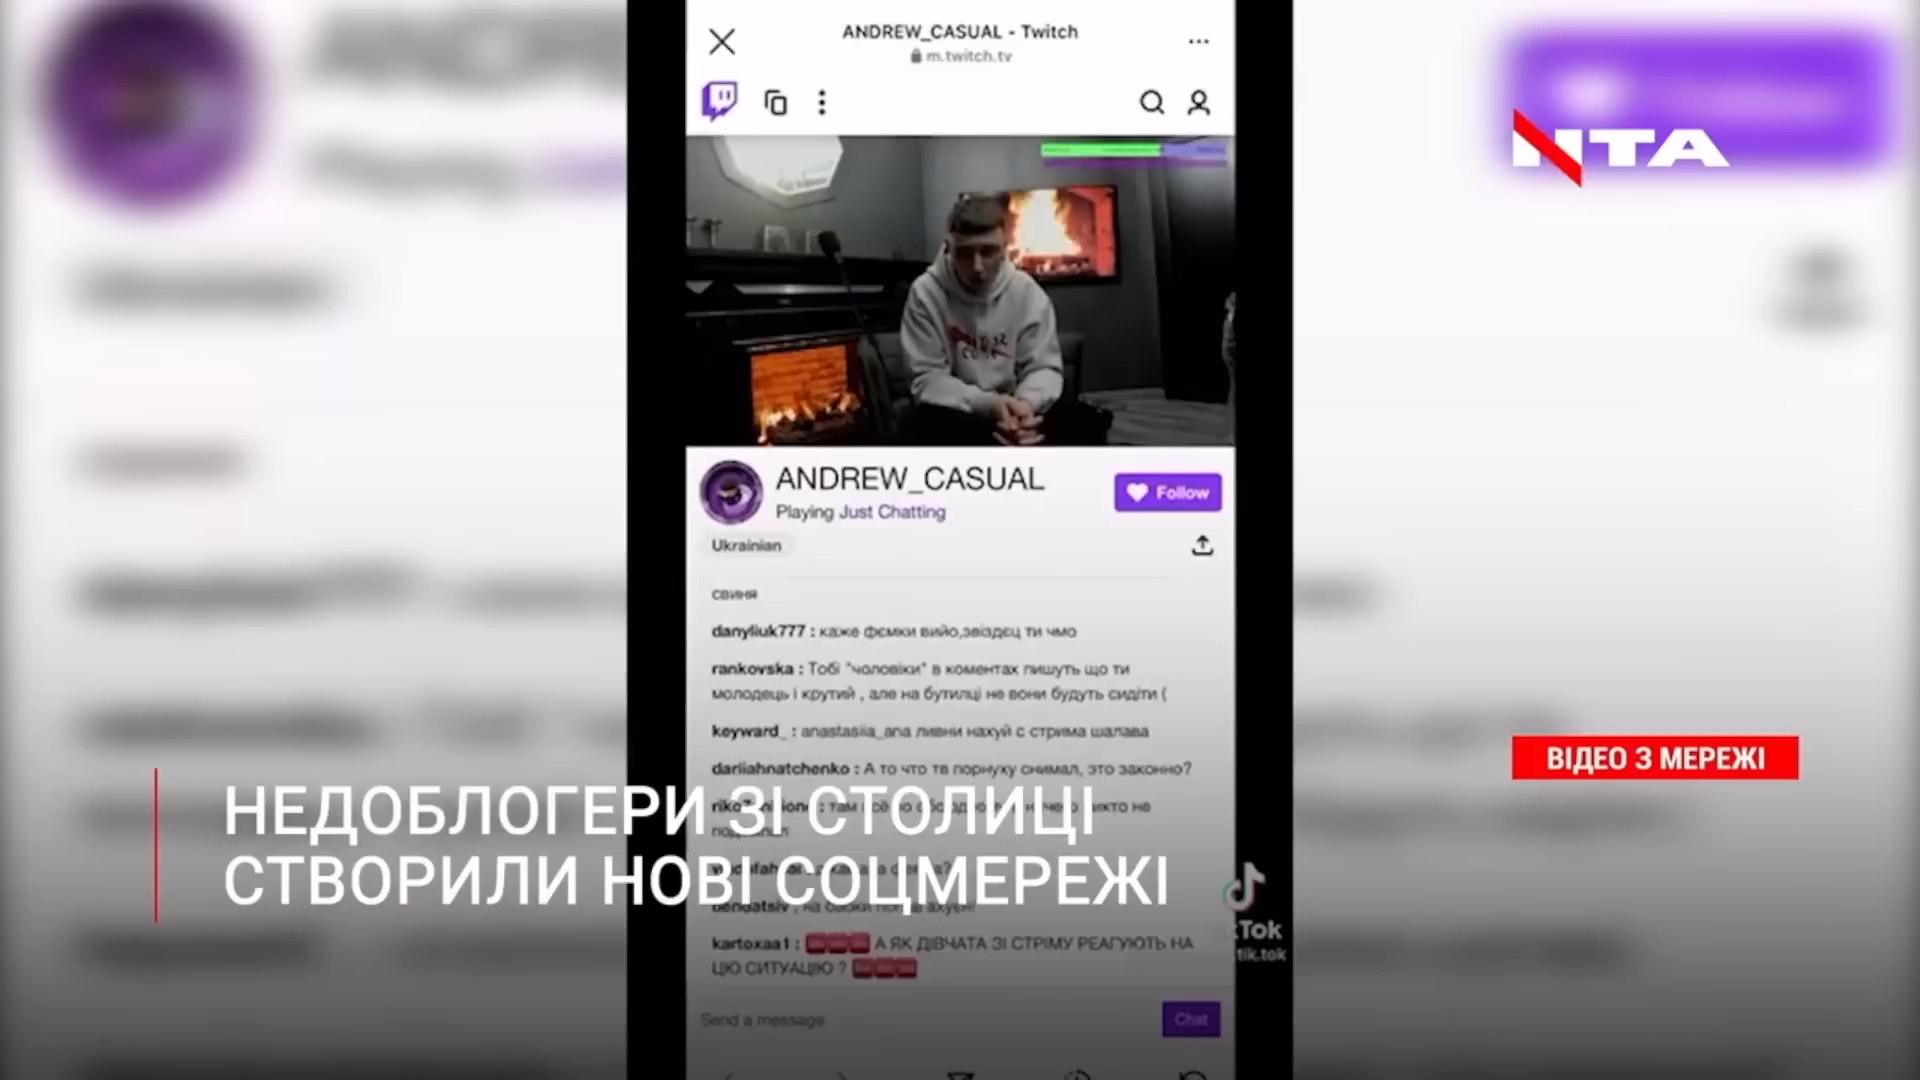 ANDREW_CASUAL - Twitch
m.twitch.tv
NTA
ANDREW_CASUAL
Follow
Playing Just Chatting
Ukrainian
свиня
danyliuk777 : каже фємки вийо,звіздец ти чмо
rankovska : Тобі "чоловіки" в коментах пишуть що ти
молодець і крутий , але на бутилці не вони будуть сидіти (
keyward_ : anastasiia_ana ливни нахуй с стрима шалава
dariiahnatchenko : А то что тв порнуху снимал, это законно?
ВІДЕО З МЕРЕЖІ
НЕДОБЛОГЕРИ ЗІ СТОЛИЦІ
СТВОРИЛИ НОВІ СОЦМЕРЕЖІ
kartoxaa1 : А ЯК ДІВЧАТА ЗІ СТРІМУ РЕАГУЮТЬ НА
ЦЮ СИТУАЦІЮ ?
Tok
tik.tok
Send a message
Chat